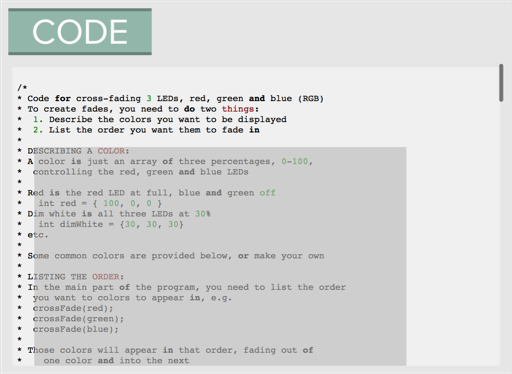 CODE
/*
* Code for cross-fading 3 LEDs, red, green and blue (RGB)
* To create fades, you need to do two things:
*  1. Describe the colors you want to be displayed
*  2. List the order you want them to fade in
*
* DESCRIBING A COLOR:
* A color is just an array of three percentages, 0-100,
*  controlling the red, green and blue LEDs
*
* Red is the red LED at full, blue and green off
*   int red = { 100, 0, 0 }
* Dim white is all three LEDs at 30%
*   int dimWhite = {30, 30, 30}
* etc.
*
* Some common colors are provided below, or make your own
*
* LISTING THE ORDER:
* In the main part of the program, you need to list the order
*  you want to colors to appear in, e.g.
*  crossFade(red);
*  crossFade(green);
*  crossFade(blue);
*
* Those colors will appear in that order, fading out of
*    one color and into the next